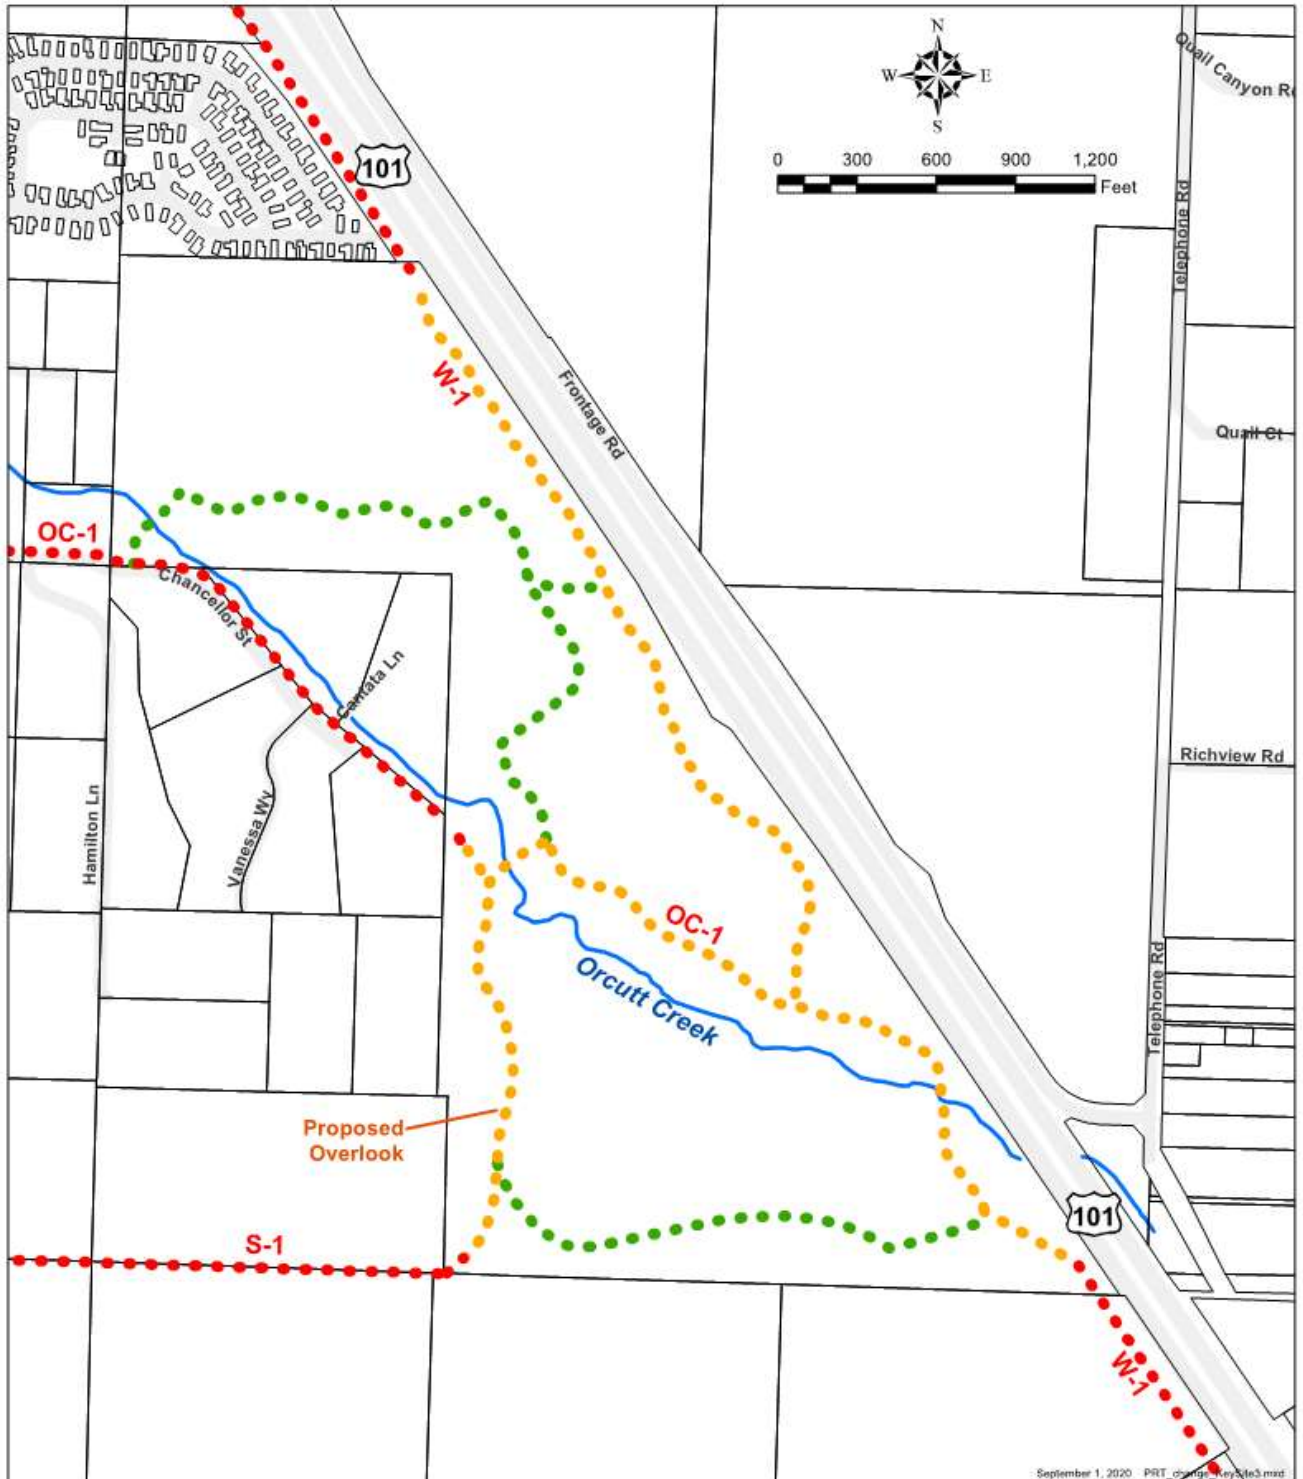 N
W E
S
0 300 600 900 1,200
Feet
Quail Canyon Rd
101
Telephone Rd
W-1
Frontage Rd
Quail Ct
OC-1
Chancellor St
Cantata Ln
Richview Rd
Hamilton Ln
Vanessa Wy
OC-1
Orcutt Creek
Telephone Rd
Proposed
Overlook
101
S-1
W-1
September 1, 2020 PRT_change_KeySite3.mxd